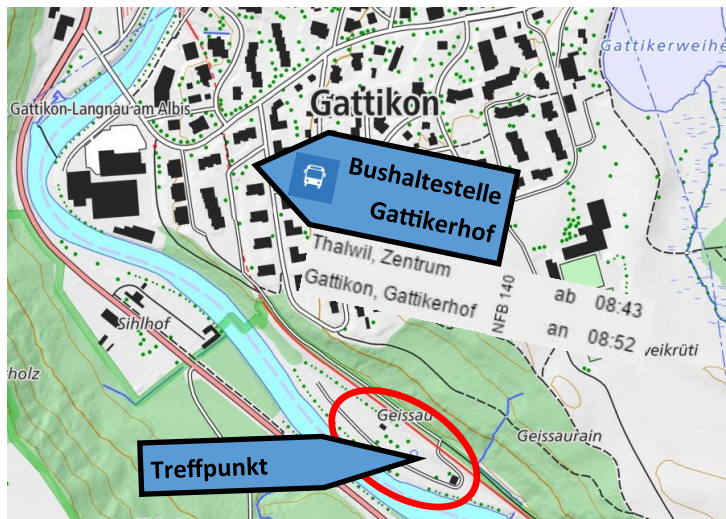 Gattikerweihe
Gattikon-Langnau am Albis
Gattikon
Bushaltestelle
Gattikerhof
Thalwil, Zentrum
Gattikon, Gattikerhof
NFB 140
ab 08:43
an 08:52
Sihlhof
weikrüti
rholz
Geissau
Geissaurain
Treffpunkt